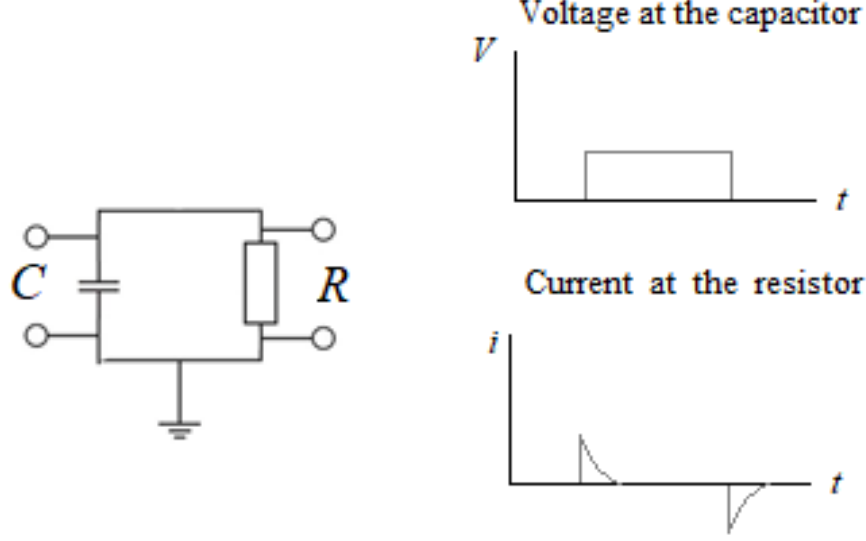 Voltage at the capacitor
V
t
C
R
Current at the resistor
i
t